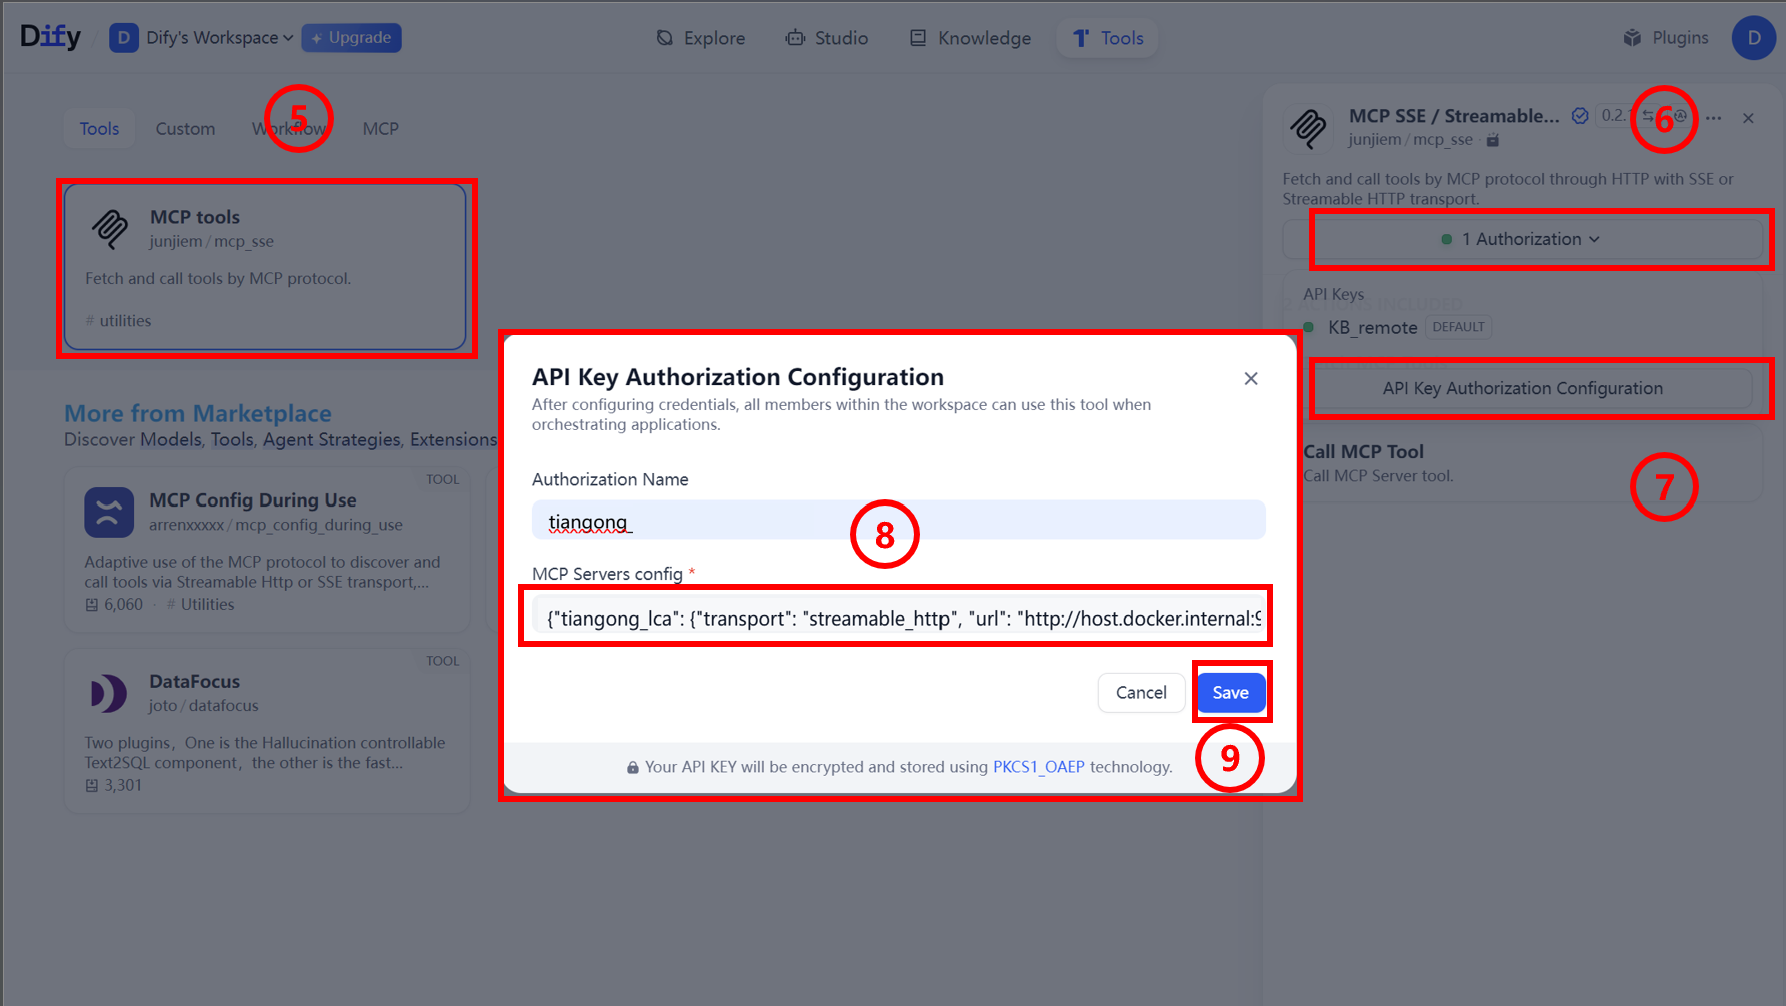 Dify / D Dify's Workspace Upgrade Explore Studio Knowledge Tools Plugins D
Tools Custom Workflow MCP
5
MCP tools
junjiem / mcp_sse
Fetch and call tools by MCP protocol.
# utilities
More from Marketplace
Discover Models, Tools, Agent Strategies, Extensions
TOOL
MCP Config During Use
arrenxxxxx / mcp_config_during_use
Adaptive use of the MCP protocol to discover and
call tools via Streamable Http or SSE transport,...
6,060 · # Utilities
TOOL
DataFocus
joto / datafocus
Two plugins，One is the Hallucination controllable
Text2SQL component，the other is the fast...
3,301
API Key Authorization Configuration
After configuring credentials, all members within the workspace can use this tool when
orchestrating applications.
Authorization Name
tiangong_
8
MCP Servers config *
{"tiangong_lca": {"transport": "streamable_http", "url": "http://host.docker.internal:9
Cancel Save
9
Your API KEY will be encrypted and stored using PKCS1_OAEP technology.
MCP SSE / Streamable... 0.2.
6
junjiem / mcp_sse
Fetch and call tools by MCP protocol through HTTP with SSE or
Streamable HTTP transport.
1 Authorization
API Keys
INCLUDED
KB_remote DEFAULT
API Key Authorization Configuration
Call MCP Tool
Call MCP Server tool.
7